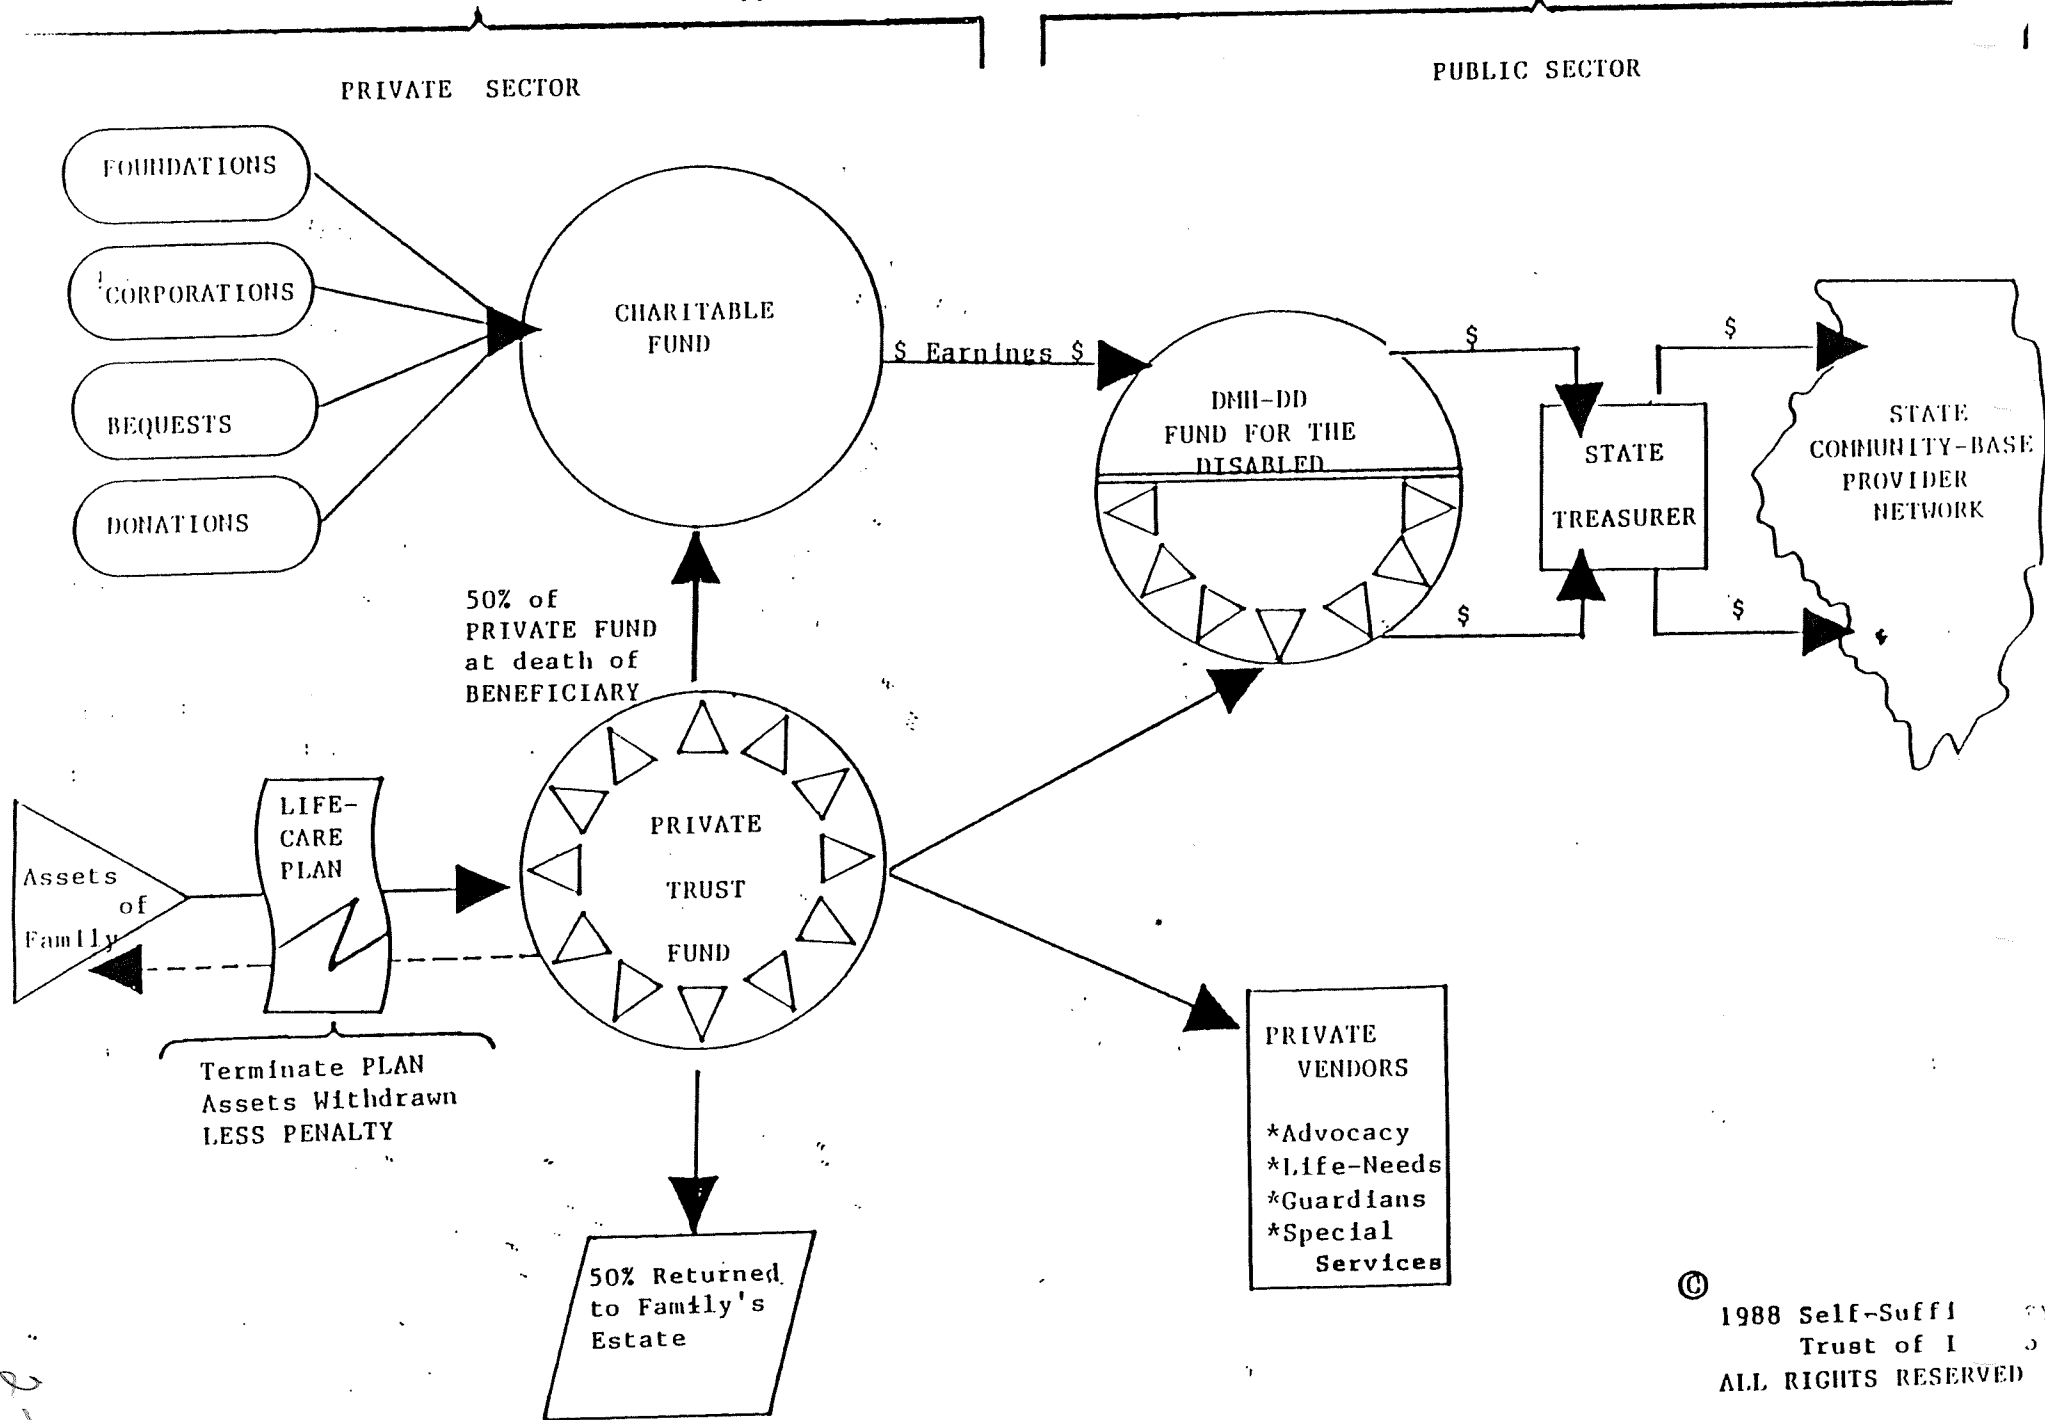 PRIVATE SECTOR
PUBLIC SECTOR
FOUNDATIONS
CORPORATIONS
BEQUESTS
DONATIONS
CHARITABLE
FUND
$ Earnings $
DMH-DD
FUND FOR THE
DISABLED
$
$
STATE
TREASURER
$
$
STATE
COMMUNITY-BASE
PROVIDER
NETWORK
50% of
PRIVATE FUND
at death of
BENEFICIARY
Assets
of
Family
LIFE-
CARE
PLAN
PRIVATE
TRUST
FUND
Terminate PLAN
Assets Withdrawn
LESS PENALTY
PRIVATE
VENDORS
*Advocacy
*Life-Needs
*Guardians
*Special
Services
50% Returned
to Family's
Estate
©
1988
Trust of
ALL RIGHTS RESERVED